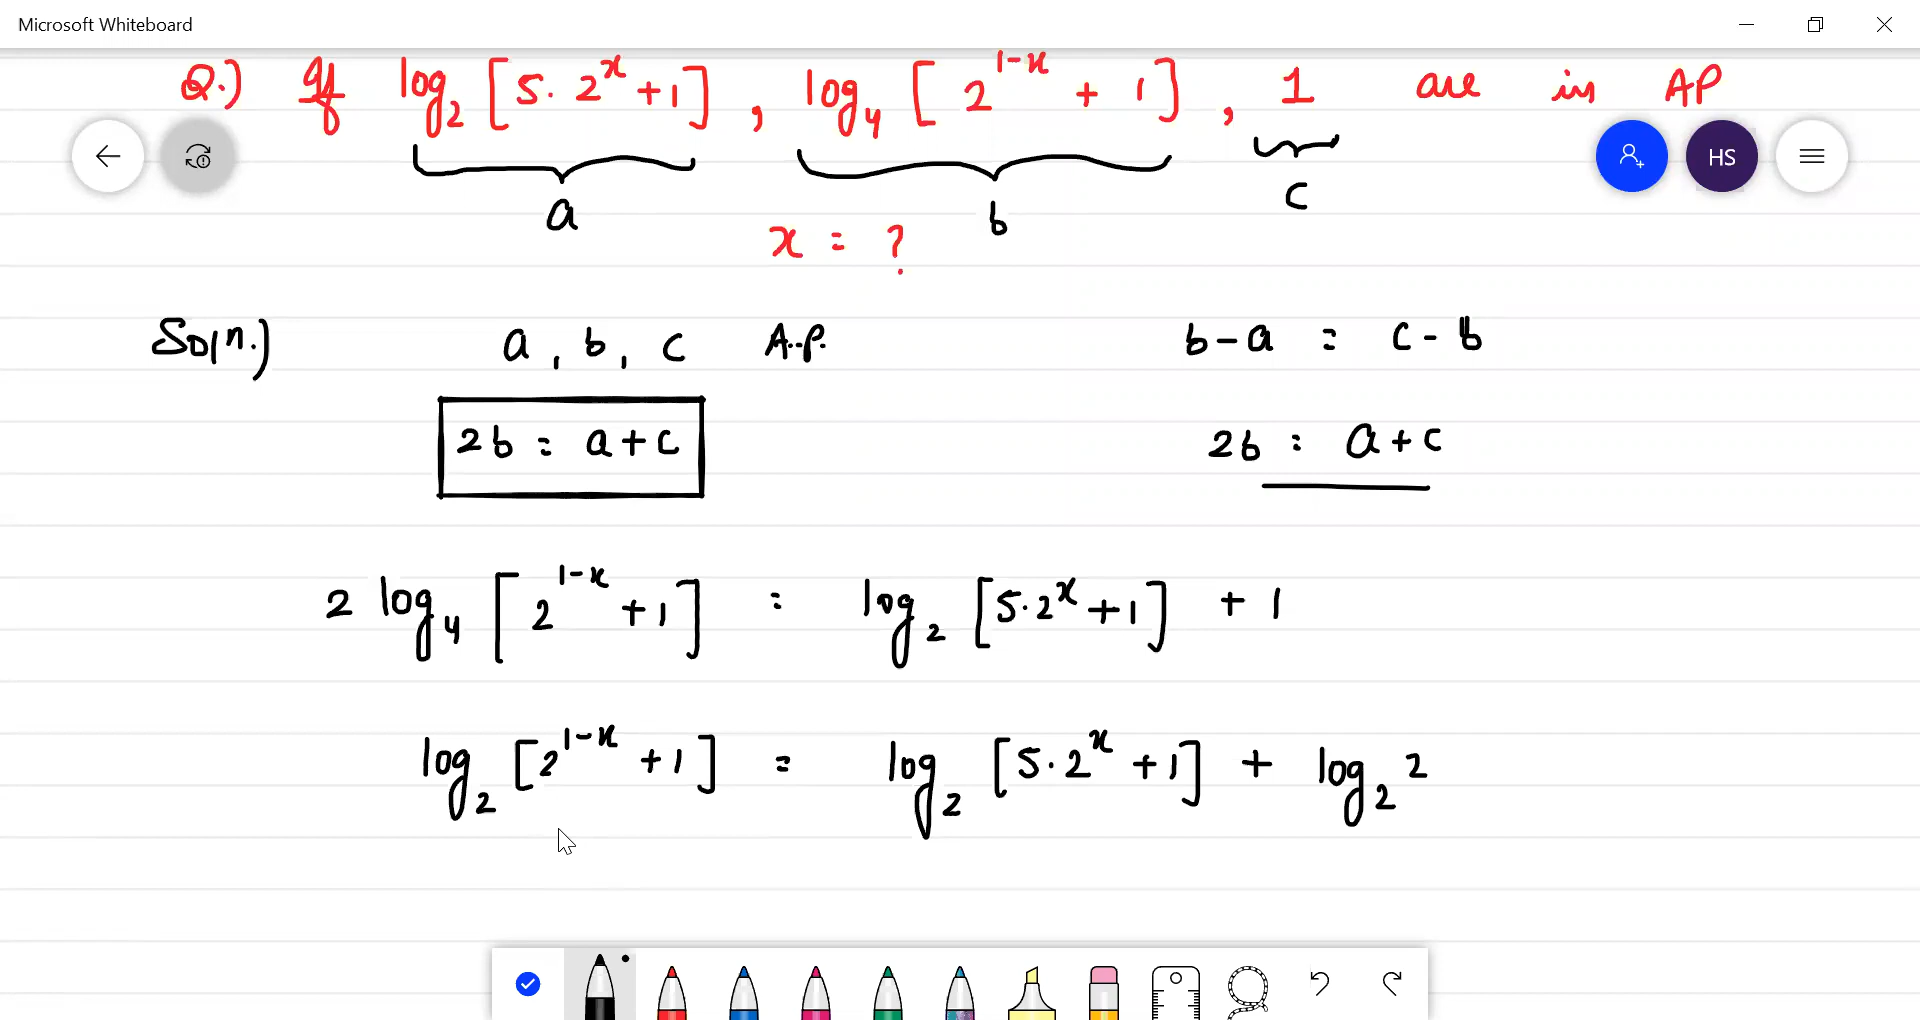 Microsoft Whiteboard
Q.) If log₂ [5. 2^x +1] , log₄ [ 2^(1-x) + 1] , 1 are in AP
HS
a b c
x = ?
Soln.) a , b, c A.P. b-a = c-b
2b = a+c 2b = a+c
2 log₄ [2^(1-x) +1] = log₂ [5.2^x +1] + 1
log₂ [2^(1-x) +1] = log₂ [5.2^x +1] + log₂ 2